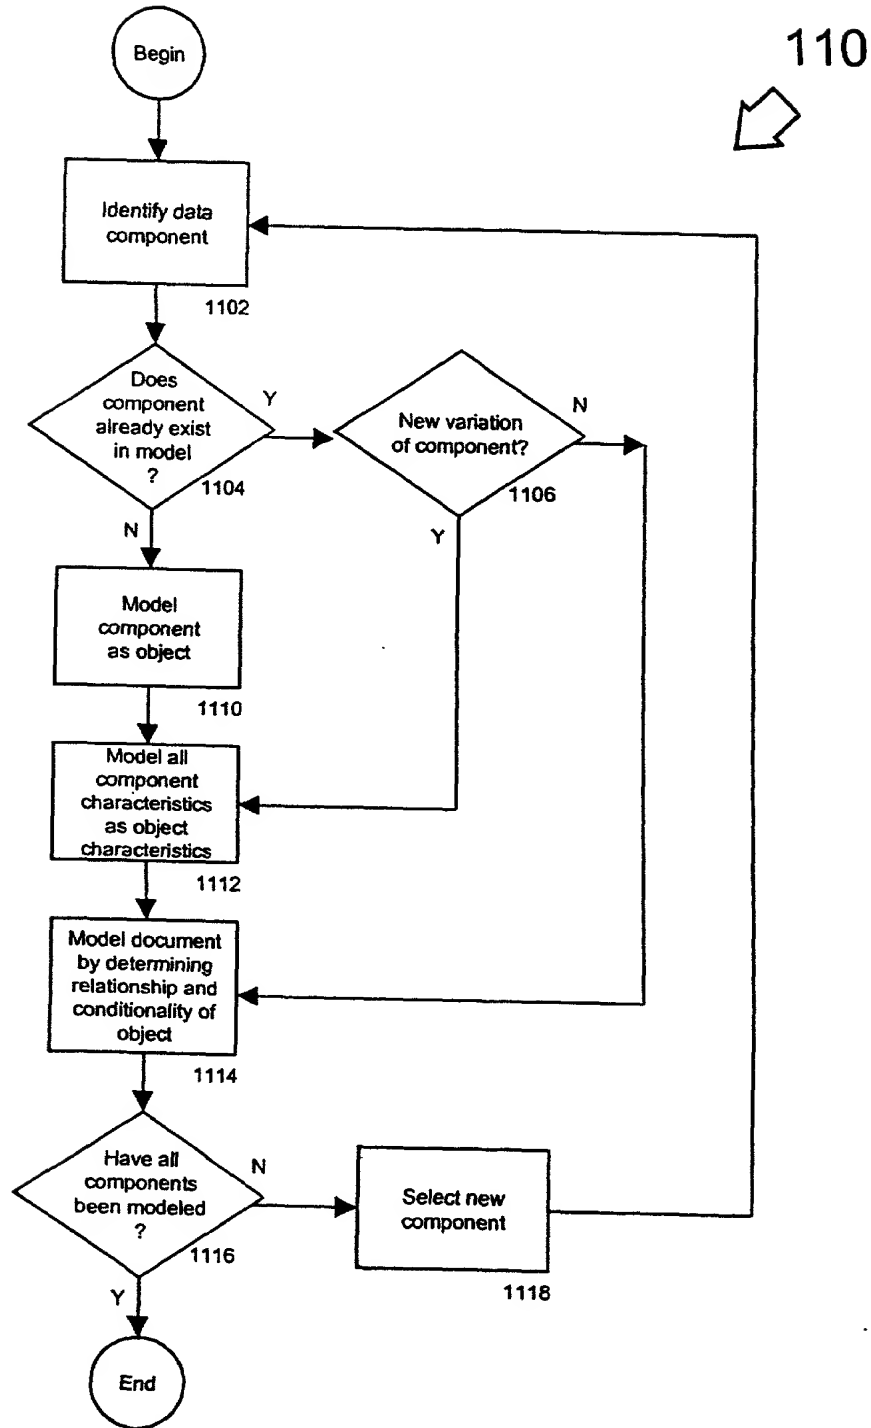 110
Begin
Identify data
component
1102
Does
component
already exist
in model
?
1104
Y
N
New variation
of component?
1106
N
Y
Model
component
as object
1110
Model all
component
characteristics
as object
characteristics
1112
Model document
by determining
relationship and
conditionality of
object
1114
Have all
components
been modeled
?
1116
N
Y
Select new
component
1118
End